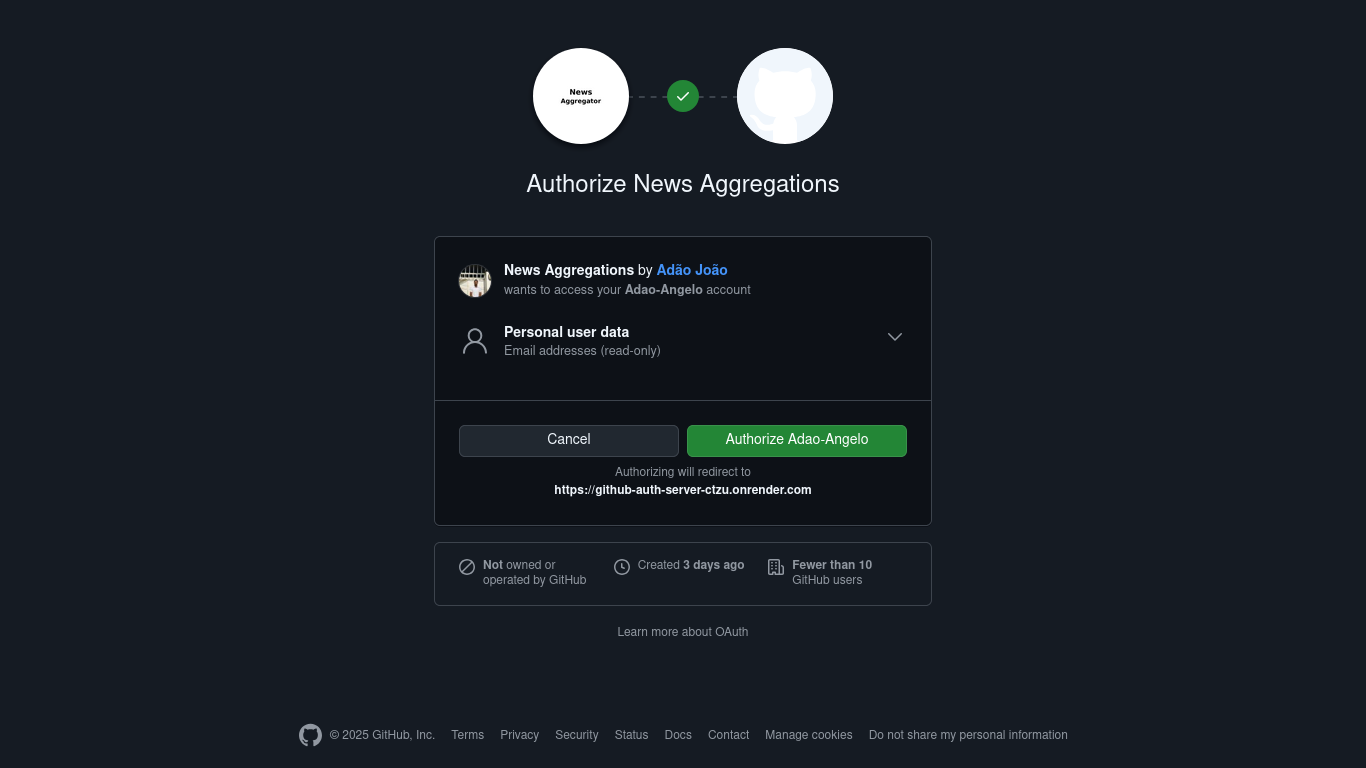 News
Aggregator
Authorize News Aggregations
News Aggregations by Adão João
wants to access your Adao-Angelo account
Personal user data
Email addresses (read-only)
Cancel
Authorize Adao-Angelo
Authorizing will redirect to
https://github-auth-server-ctzu.onrender.com
Not owned or
operated by GitHub
Created 3 days ago
Fewer than 10
GitHub users
Learn more about OAuth
© 2025 GitHub, Inc. Terms Privacy Security Status Docs Contact Manage cookies Do not share my personal information